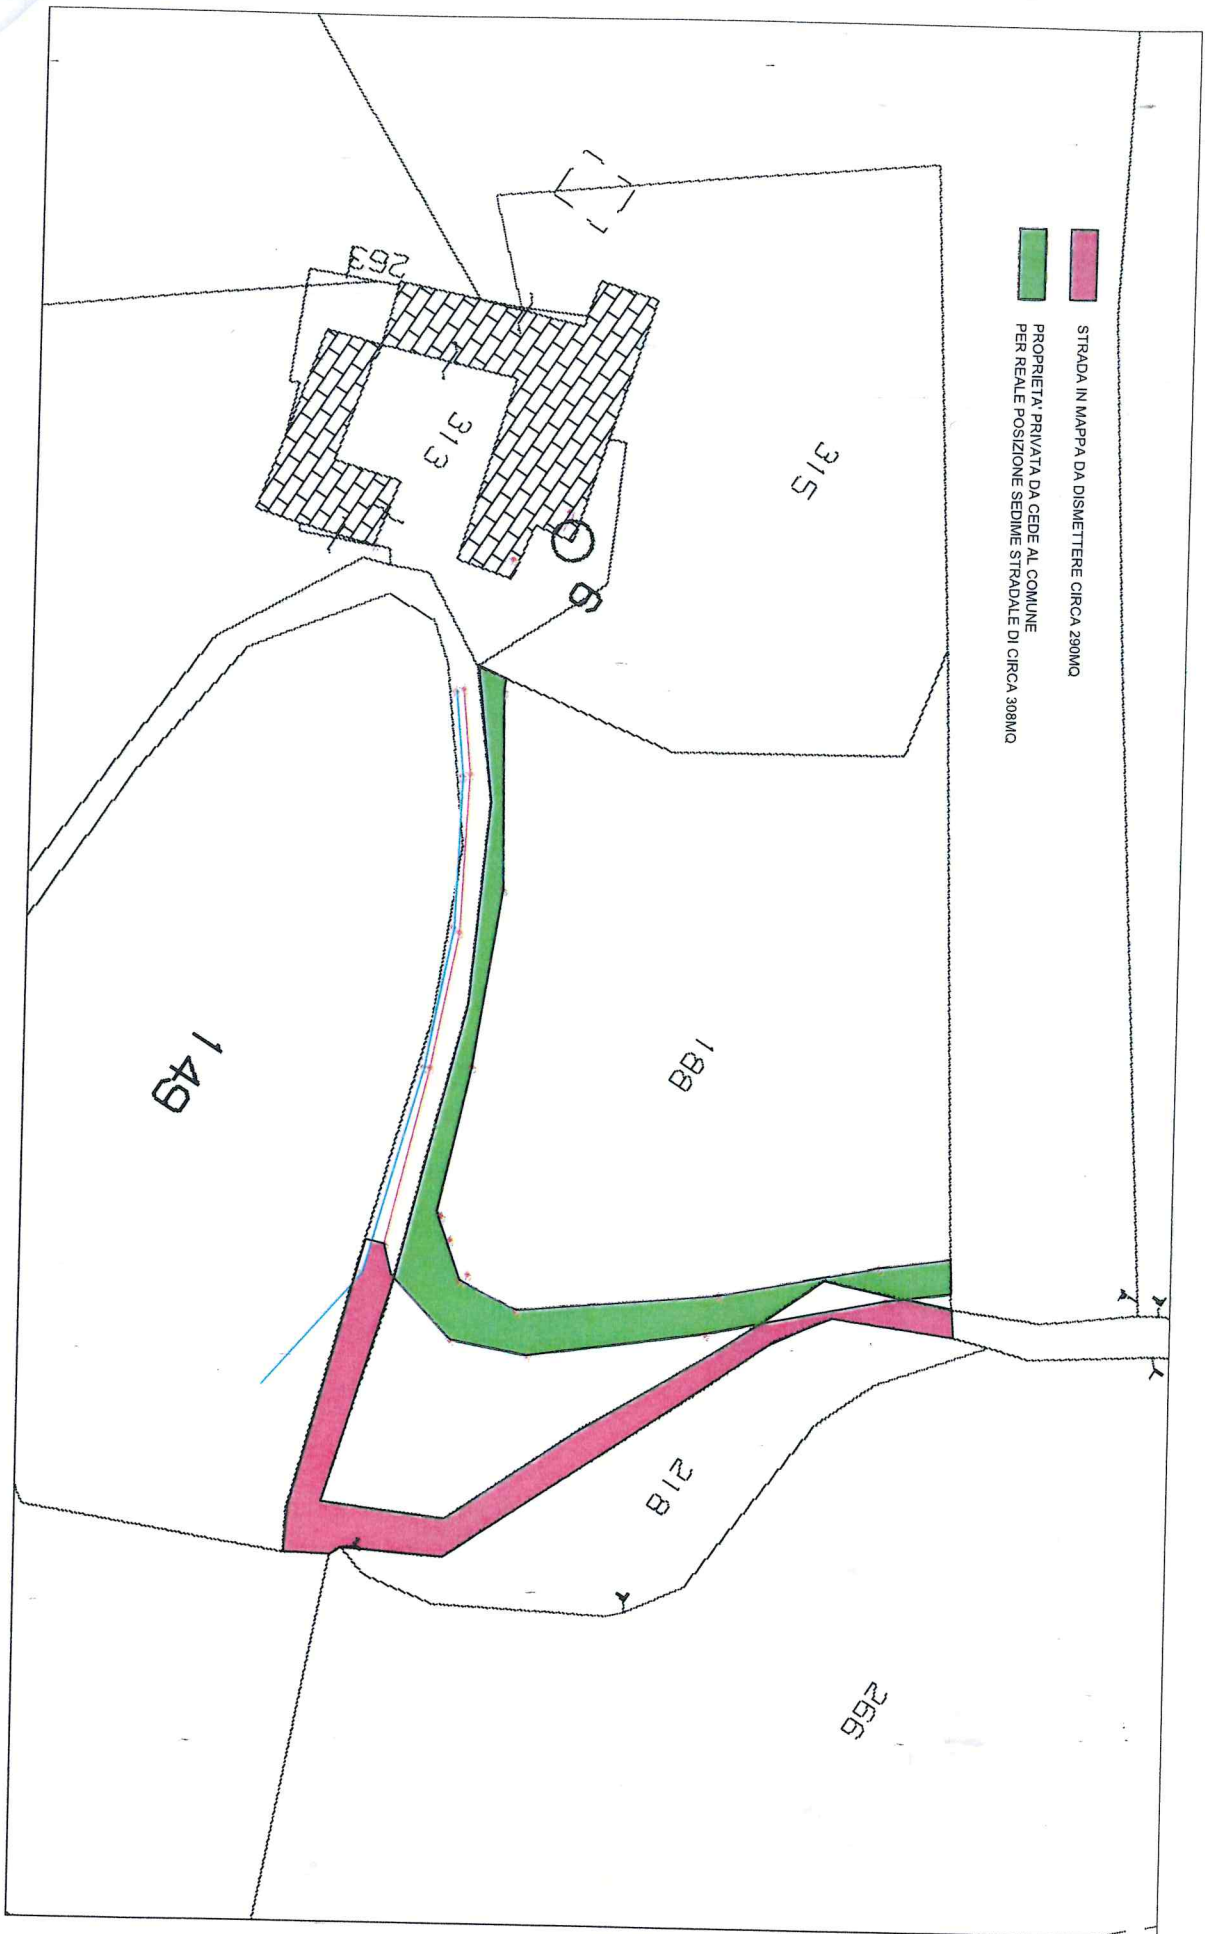 STRADA IN MAPPA DA DISMETTERE CIRCA 290MQ
PROPRIETA' PRIVATA DA CEDE AL COMUNE
PER REALE POSIZIONE SEDIME STRADALE DI CIRCA 308MQ
315
263
313
6
188
149
218
266